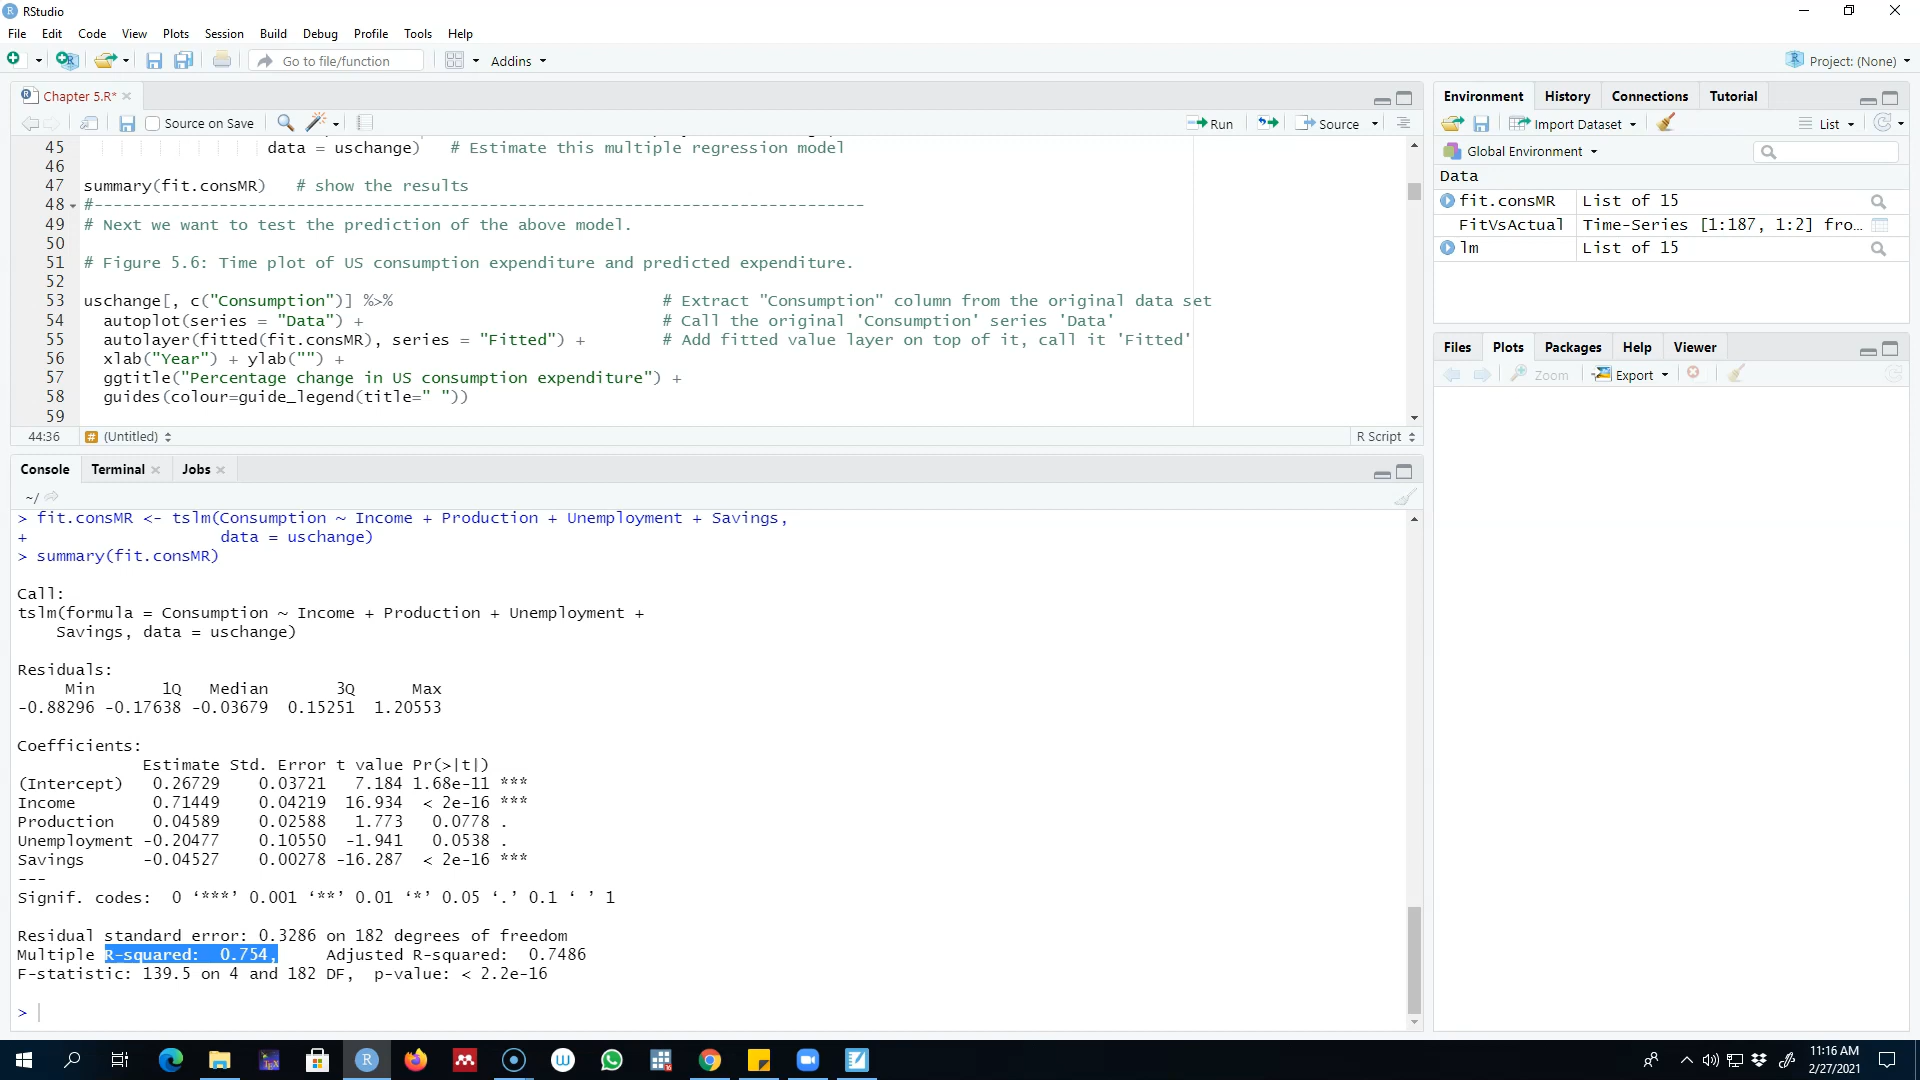 RStudio
File Edit Code View Plots Session Build Debug Profile Tools Help
Go to file/function Addins Project: (None)
Chapter 5.R*
Source on Save Run Source
45 data = uschange) # Estimate this multiple regression model
46
47 summary(fit.consMR) # show the results
48 #--------------------------------------------------------------------------------
49 # Next we want to test the prediction of the above model.
50
51 # Figure 5.6: Time plot of US consumption expenditure and predicted expenditure.
52
53 uschange[, c("Consumption")] %>% # Extract "Consumption" column from the original data set
54 autoplot(series = "Data") + # Call the original 'Consumption' series 'Data'
55 autolayer(fitted(fit.consMR), series = "Fitted") + # Add fitted value layer on top of it, call it 'Fitted'
56 xlab("Year") + ylab("") +
57 ggtitle("Percentage change in US consumption expenditure") +
58 guides(colour=guide_legend(title=" "))
59
44:36 (Untitled) R Script
Console Terminal Jobs
~/
> fit.consMR <- tslm(Consumption ~ Income + Production + Unemployment + Savings,
+ data = uschange)
> summary(fit.consMR)
Call:
tslm(formula = Consumption ~ Income + Production + Unemployment +
Savings, data = uschange)
Residuals:
Min 1Q Median 3Q Max
-0.88296 -0.17638 -0.03679 0.15251 1.20553
Coefficients:
Estimate Std. Error t value Pr(>|t|)
(Intercept) 0.26729 0.03721 7.184 1.68e-11 ***
Income 0.71449 0.04219 16.934 < 2e-16 ***
Production 0.04589 0.02588 1.773 0.0778 .
Unemployment -0.20477 0.10550 -1.941 0.0538 .
Savings -0.04527 0.00278 -16.287 < 2e-16 ***
---
Signif. codes: 0 ‘***’ 0.001 ‘**’ 0.01 ‘*’ 0.05 ‘.’ 0.1 ‘ ’ 1
Residual standard error: 0.3286 on 182 degrees of freedom
Multiple R-squared: 0.754, Adjusted R-squared: 0.7486
F-statistic: 139.5 on 4 and 182 DF, p-value: < 2.2e-16
>
Environment History Connections Tutorial
Import Dataset List
Global Environment
Data
fit.consMR List of 15
FitVsActual Time-Series [1:187, 1:2] fro…
lm List of 15
Files Plots Packages Help Viewer
Zoom Export
11:16 AM
2/27/2021